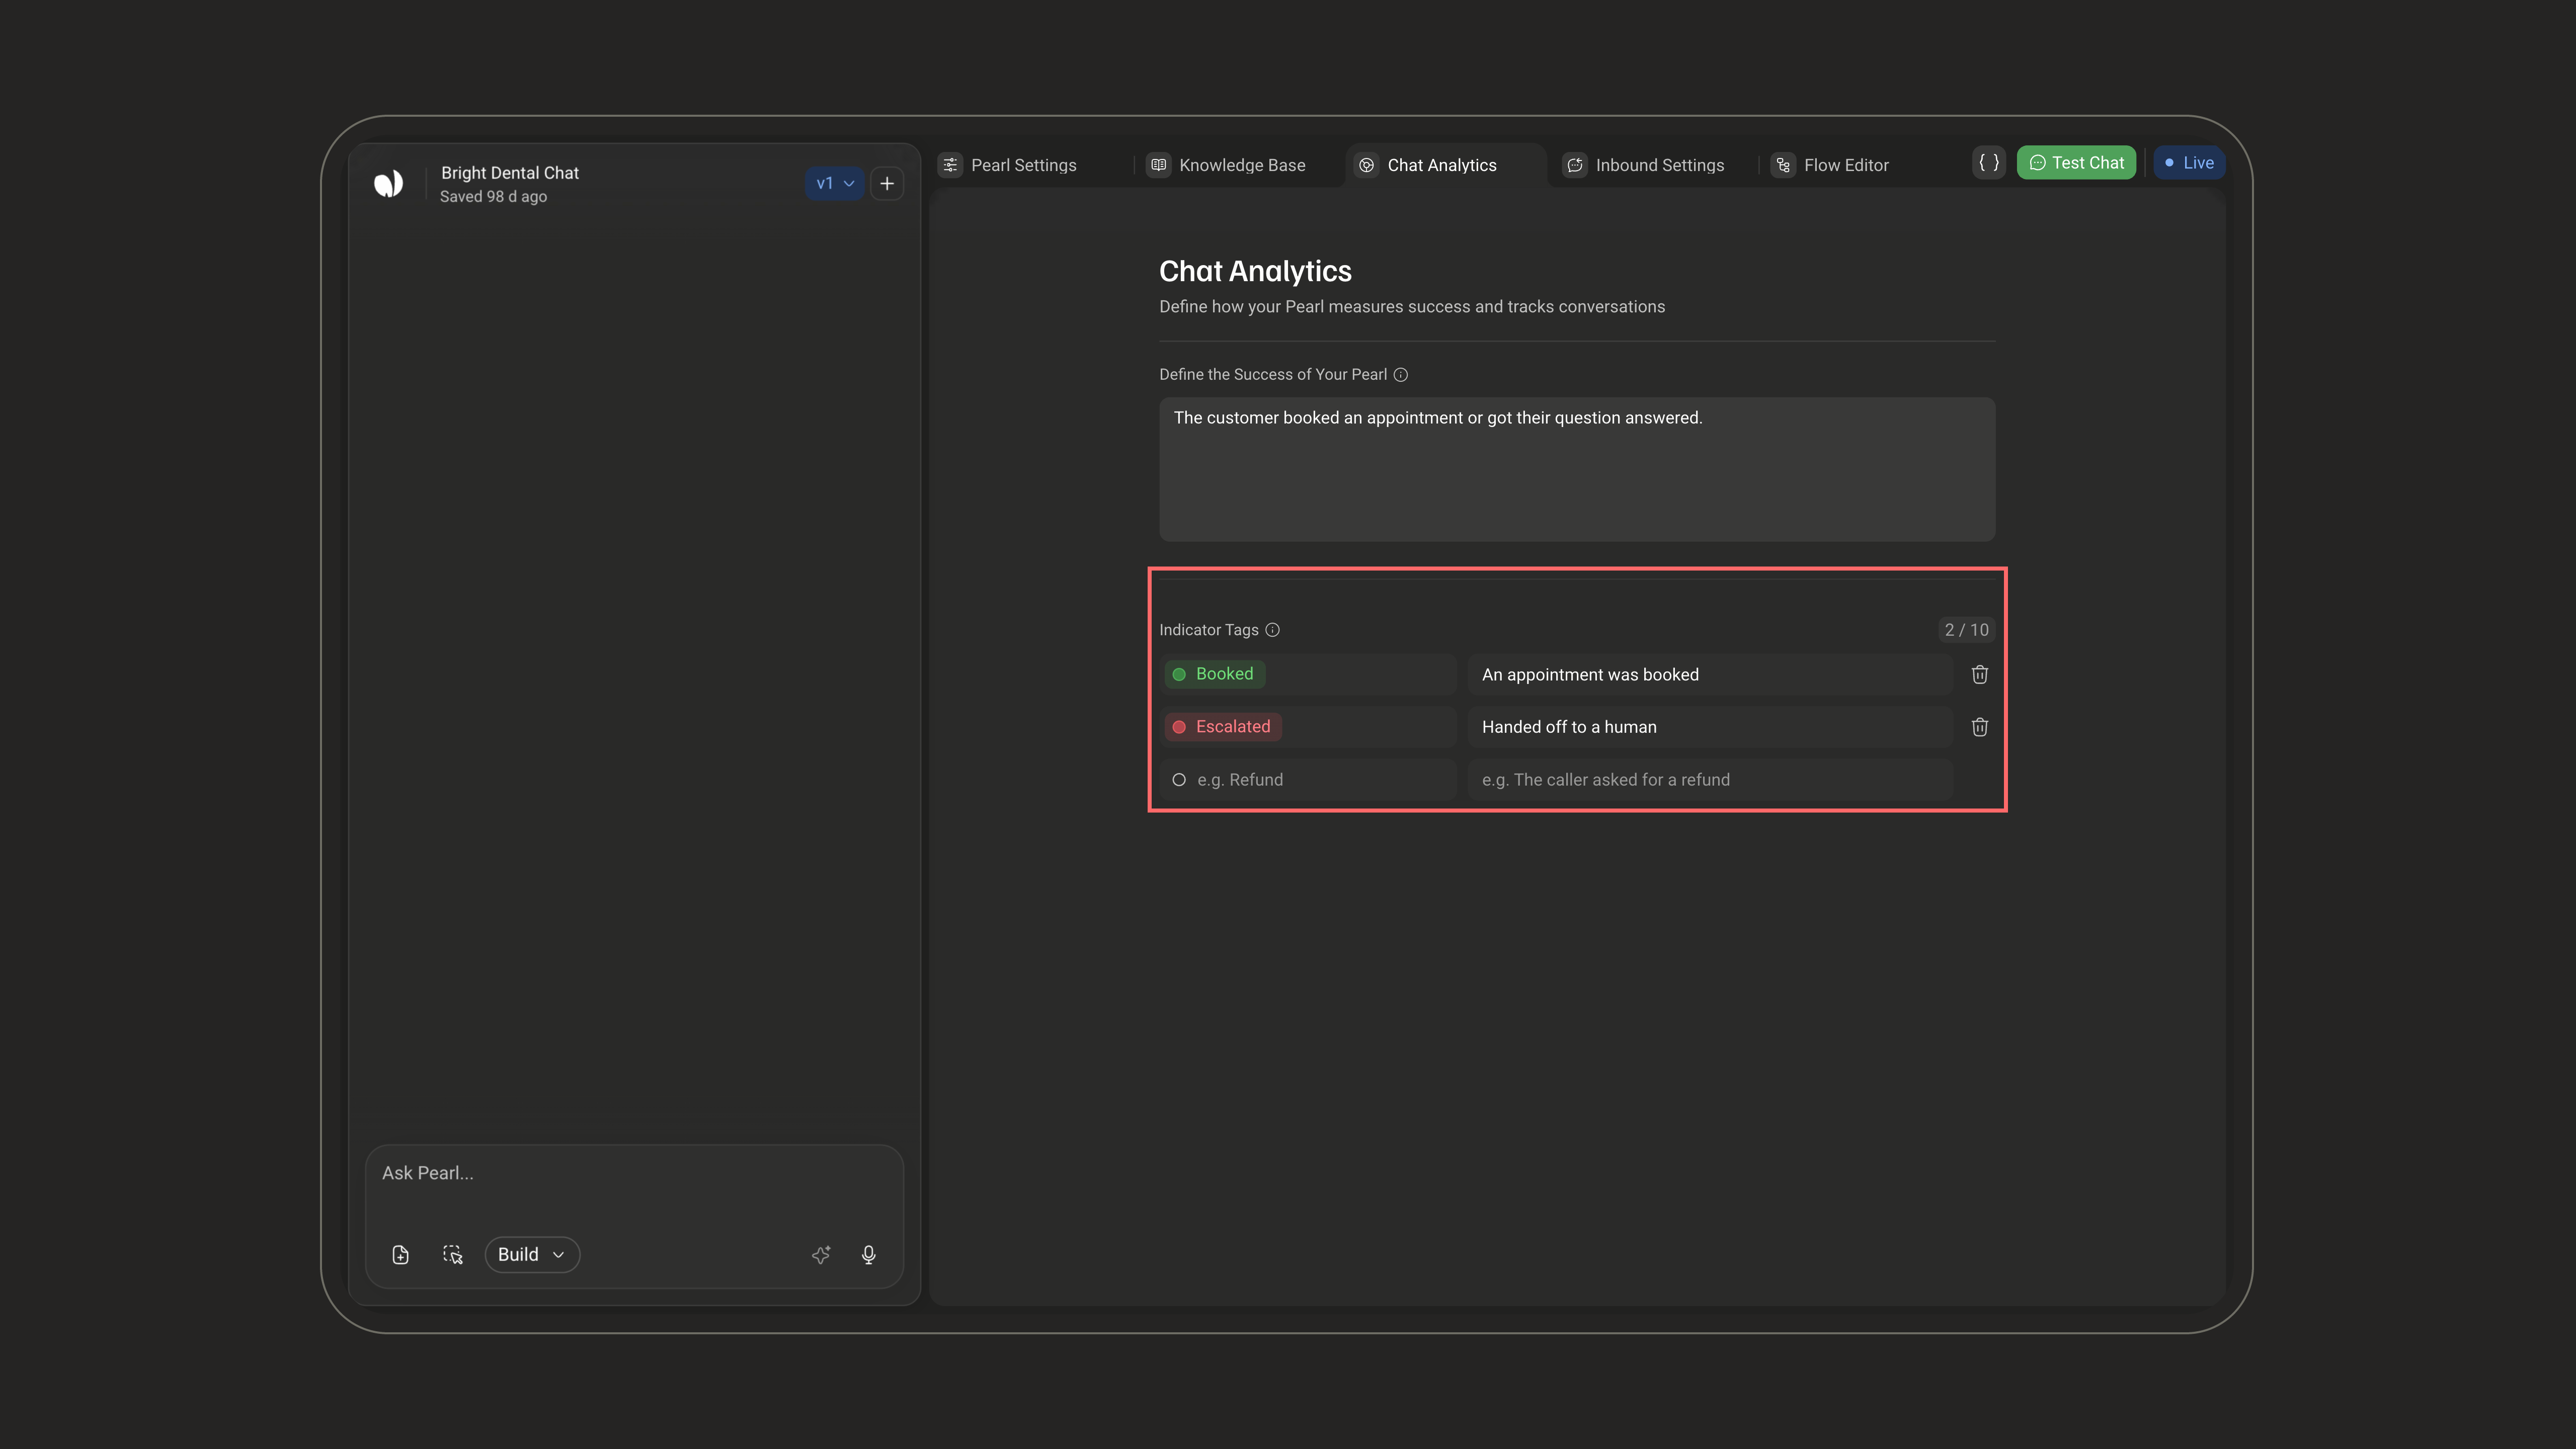 Bright Dental Chat
Saved 98 d ago
v1
Pearl Settings
Knowledge Base
Chat Analytics
Inbound Settings
Flow Editor
{ }
Test Chat
Live
Chat Analytics
Define how your Pearl measures success and tracks conversations
Define the Success of Your Pearl
The customer booked an appointment or got their question answered.
Indicator Tags
2 / 10
Booked
An appointment was booked
Escalated
Handed off to a human
e.g. Refund
e.g. The caller asked for a refund
Ask Pearl...
Build